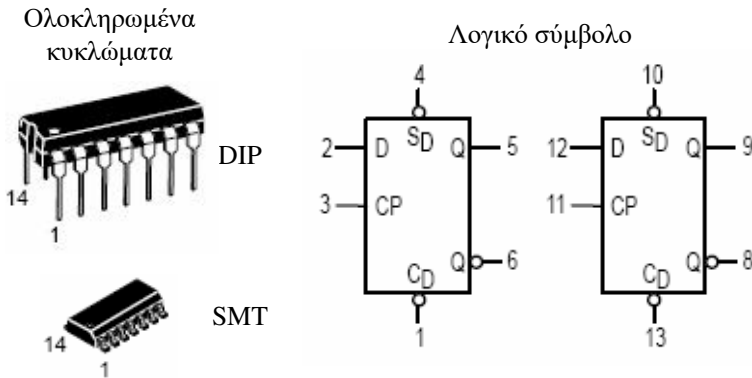 Ολοκληρωμένα
κυκλώματα
DIP
14
1
SMT
14
1
Λογικό σύμβολο
4
SD
2 D Q 5
3 CP
Q 6
CD
1
10
SD
12 D Q 9
11 CP
Q 8
CD
13